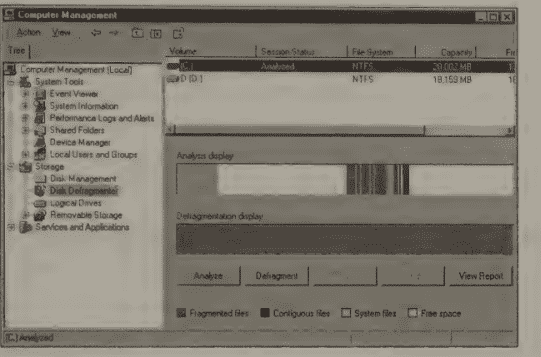 Computer Management
Action View
Tree
Volume Session Status File System Capacity
(C:) Analyzed NTFS 20,002 MB
D (D:) NTFS 18,159 MB
Computer Management (Local)
System Tools
Event Viewer
System Information
Performance Logs and Alerts
Shared Folders
Device Manager
Local Users and Groups
Storage
Disk Management
Disk Defragmenter
Logical Drives
Removable Storage
Services and Applications
Analysis display
Defragmentation display
Analyze Defragment View Report
Fragmented files Contiguous files System files Free space
(C:) Analyzed